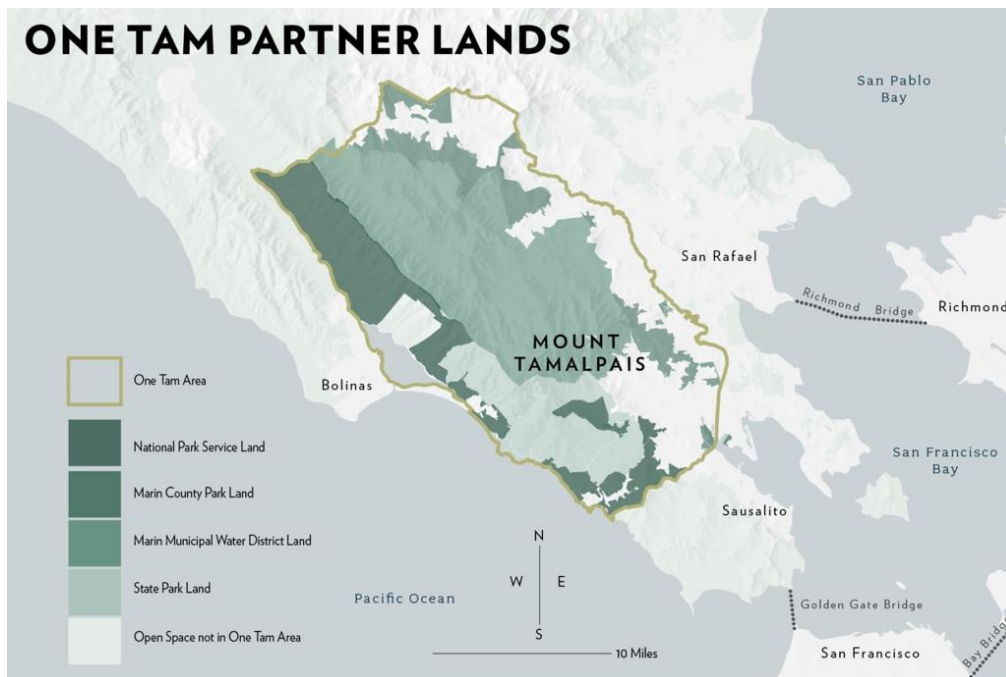 ONE TAM PARTNER LANDS
San Pablo
Bay
San Rafael
Richmond Bridge
Richmond
MOUNT
TAMALPAIS
One Tam Area
Bolinas
National Park Service Land
San Francisco
Bay
Marin County Park Land
Sausalito
Marin Municipal Water District Land
N
State Park Land
W E
Pacific Ocean
Golden Gate Bridge
S
Open Space not in One Tam Area
10 Miles
San Francisco
Bay Bridge